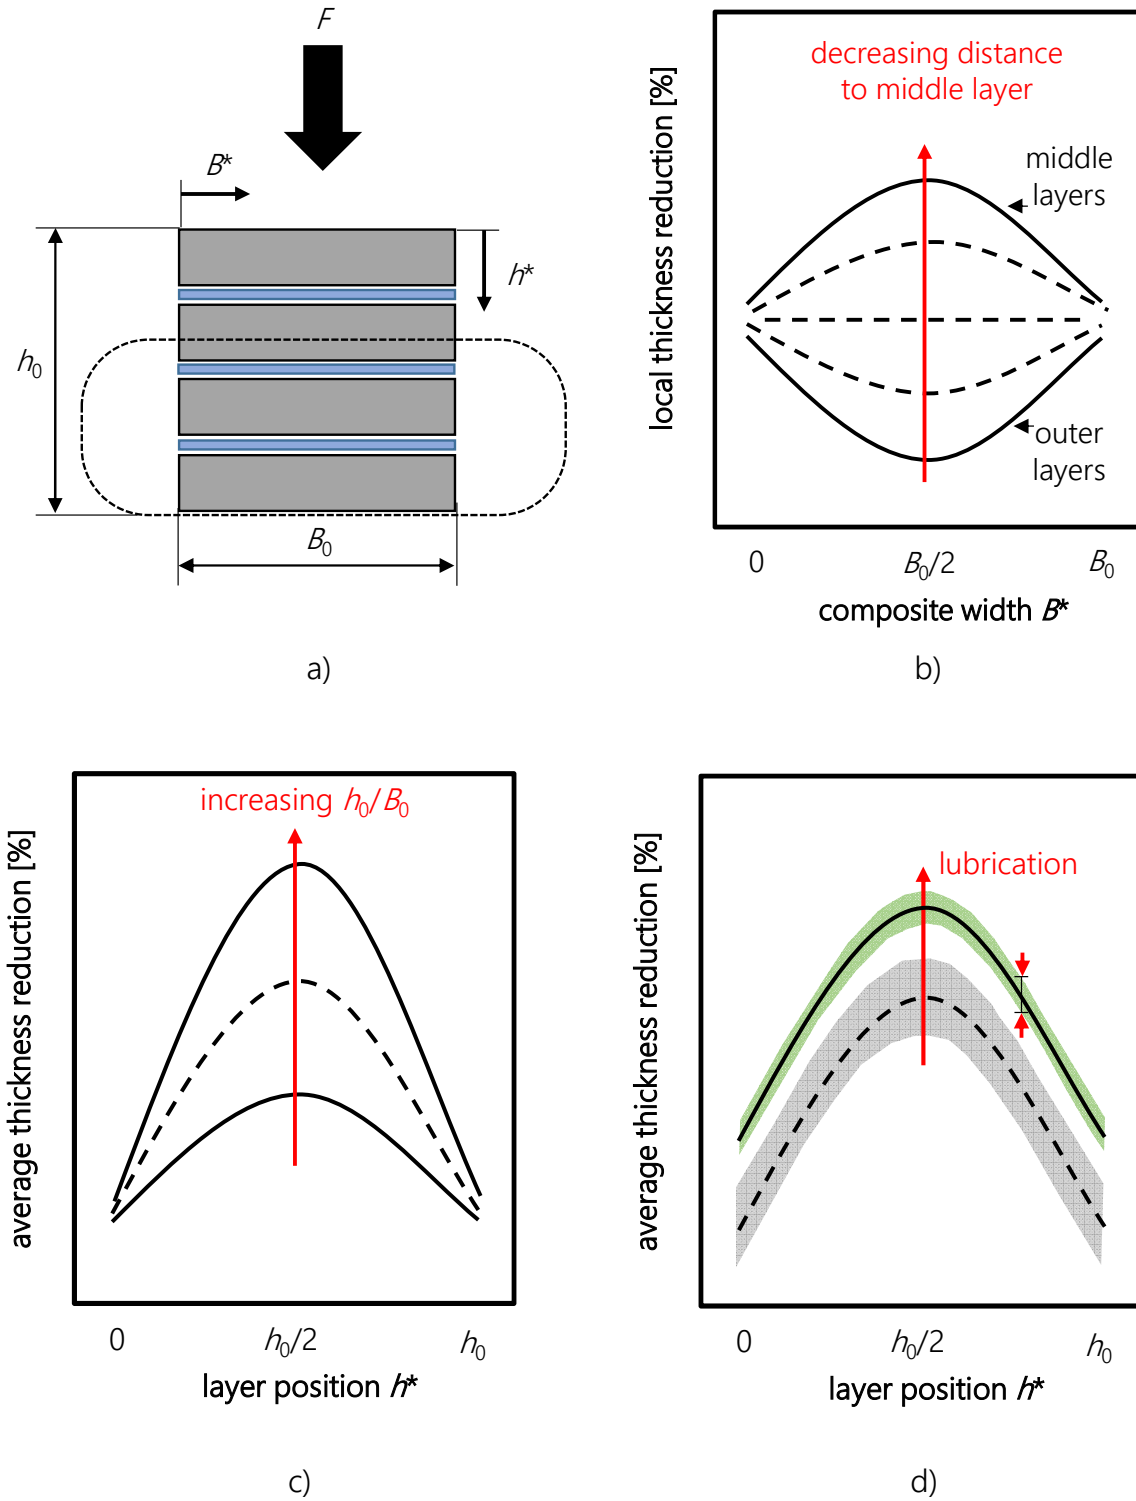 F
B*
h*
h₀
B₀
a)
decreasing distance
to middle layer
middle
layers
outer
layers
local thickness reduction [%]
0
B₀/2
B₀
composite width B*
b)
increasing h₀/B₀
average thickness reduction [%]
0
h₀/2
h₀
layer position h*
c)
lubrication
average thickness reduction [%]
0
h₀/2
h₀
layer position h*
d)